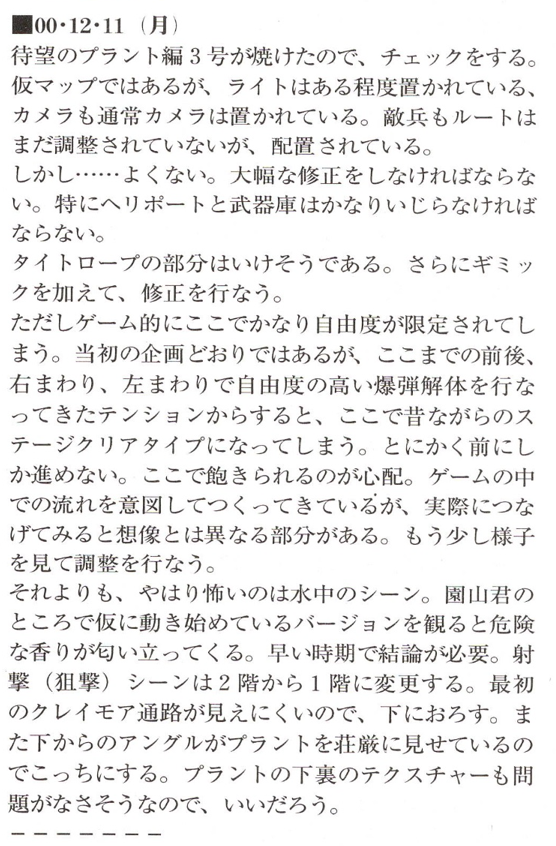 ■00・12・11（月）
待望のプラント編３号が焼けたので、チェックをする。
仮マップではあるが、ライトはある程度置かれている、
カメラも通常カメラは置かれている。敵兵もルートは
まだ調整されていないが、配置されている。
しかし……よくない。大幅な修正をしなければならな
い。特にヘリポートと武器庫はかなりいじらなければ
ならない。
タイトロープの部分はいけそうである。さらにギミッ
クを加えて、修正を行なう。
ただしゲーム的にここでかなり自由度が限定されてし
まう。当初の企画どおりではあるが、ここまでの前後、
右まわり、左まわりで自由度の高い爆弾解体を行な
ってきたテンションからすると、ここで昔ながらのス
テージクリアタイプになってしまう。とにかく前にし
か進めない。ここで飽きられるのが心配。ゲームの中
での流れを意図してつくってきているが、実際につな
げてみると想像とは異なる部分がある。もう少し様子
を見て調整を行なう。
それよりも、やはり怖いのは水中のシーン。園山君の
ところで仮に動き始めているバージョンを観ると危険
な香りが匂い立ってくる。早い時期で結論が必要。射
撃（狙撃）シーンは２階から１階に変更する。最初
のクレイモア通路が見えにくいので、下におろす。ま
た下からのアングルがプラントを荘厳に見せているの
でこっちにする。プラントの下裏のテクスチャーも問
題がなさそうなので、いいだろう。
－－－－－－－